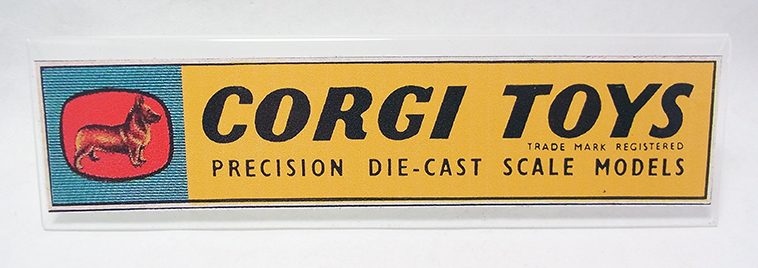 CORGI TOYS
TRADE MARK REGISTERED
PRECISION DIE-CAST SCALE MODELS